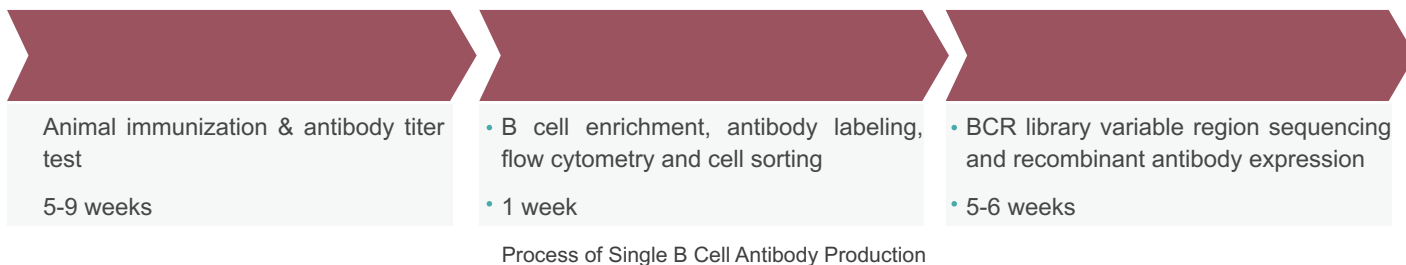 Animal immunization & antibody titer
test
5-9 weeks
• B cell enrichment, antibody labeling,
flow cytometry and cell sorting
• 1 week
• BCR library variable region sequencing
and recombinant antibody expression
• 5-6 weeks
Process of Single B Cell Antibody Production